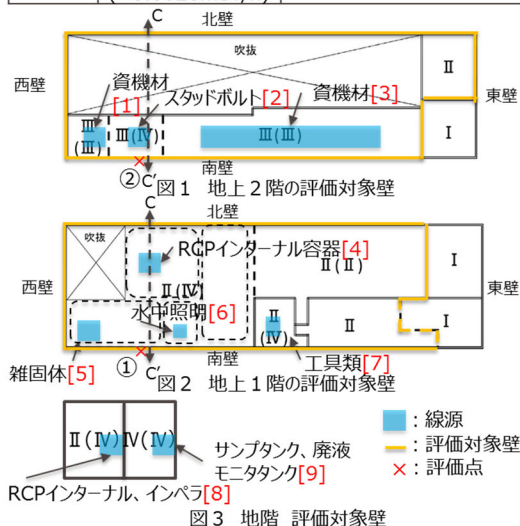 C
北壁
吹抜
Ⅱ
西壁
資機材[1]
スタッドボルト[2]
資機材[3]
東壁
Ⅲ(Ⅲ)
Ⅲ(Ⅳ)
Ⅲ(Ⅲ)
Ⅰ
②
C'
南壁
図1 地上2階の評価対象壁
C
北壁
吹抜
RCPインターナル容器[4]
Ⅱ(Ⅱ)
Ⅰ
西壁
Ⅱ(Ⅳ)
東壁
水中照明[6]
Ⅱ(Ⅳ)
Ⅱ
Ⅰ
①
南壁
工具類[7]
雑固体[5]
C'
図2 地上1階の評価対象壁
Ⅱ(Ⅳ)
Ⅳ(Ⅳ)
サンプタンク、廃液
モニタタンク[9]
RCPインターナル、インペラ[8]
:線源
:評価対象壁
×:評価点
図3 地階 評価対象壁